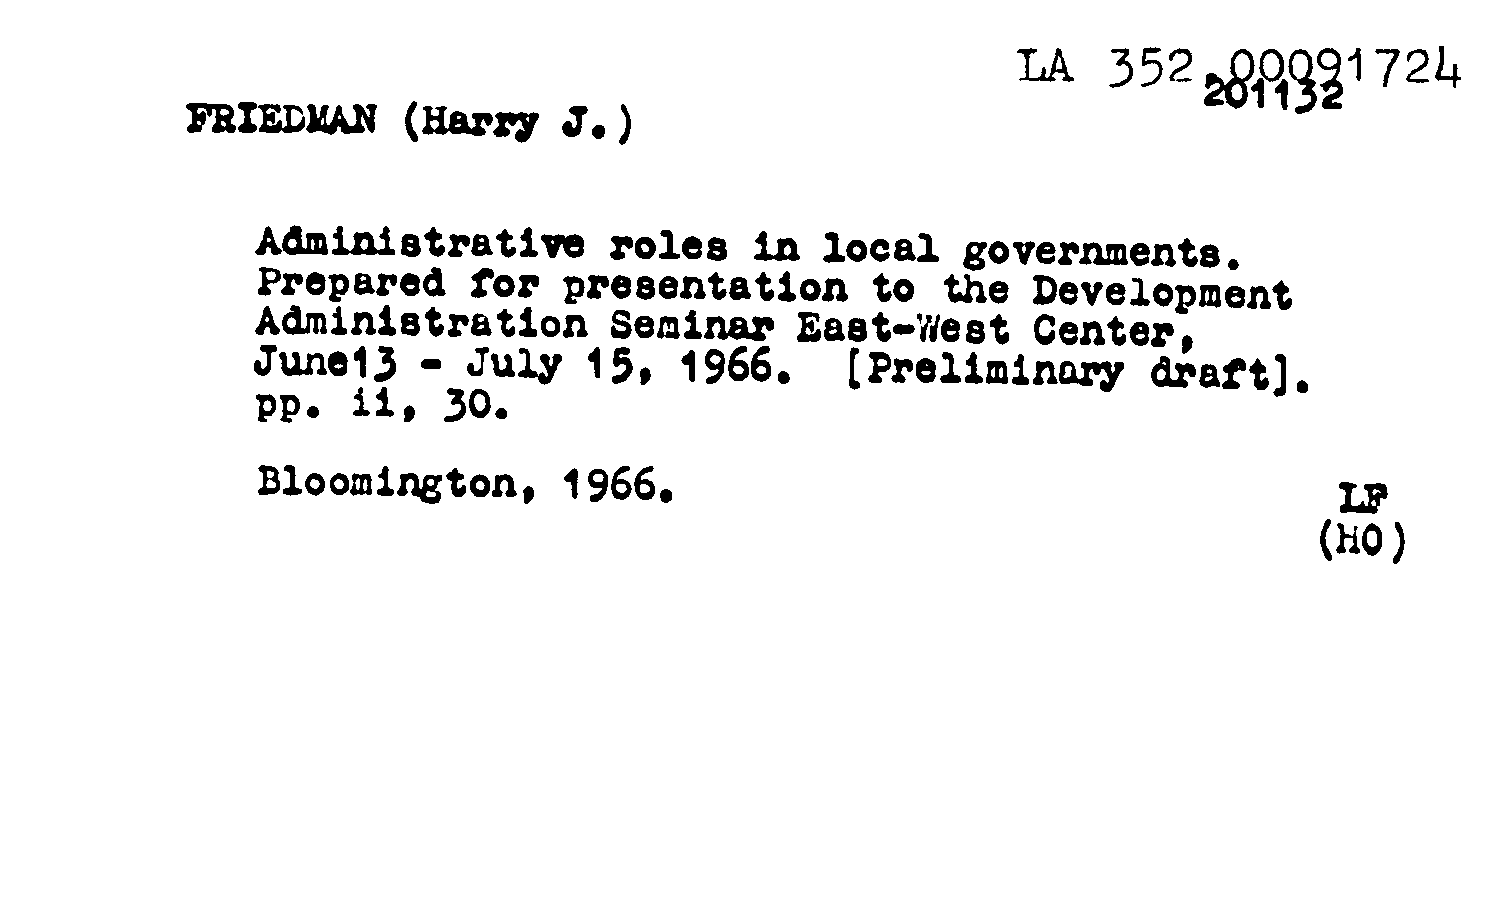 LA 352.00091724
201132
FRIEDMAN (Harry J.)
Administrative roles in local governments.
Prepared for presentation to the Development
Administration Seminar East-West Center,
June13 - July 15, 1966. [Preliminary draft].
pp. ii, 30.
Bloomington, 1966.
LF
(HO)